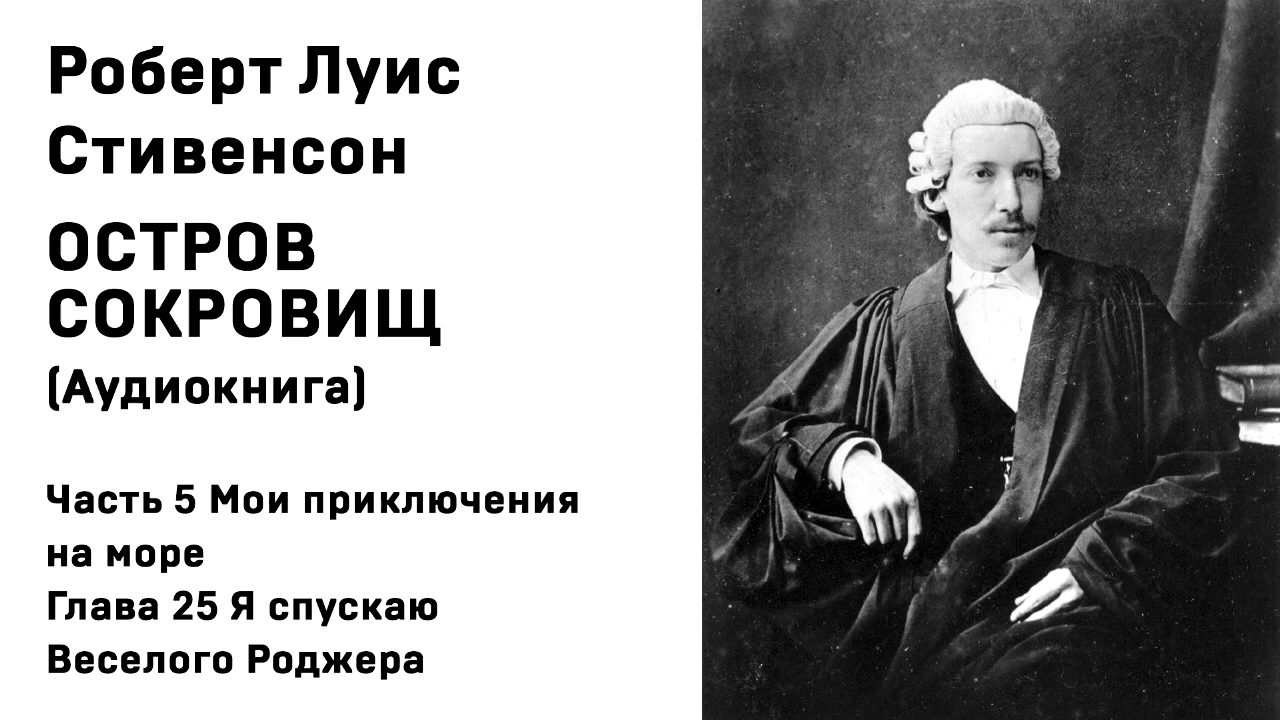 Роберт Луис
Стивенсон
ОСТРОВ
СОКРОВИЩ
(Аудиокнига)
Часть 5 Мои приключения
на море
Глава 25 Я спускаю
Веселого Роджера